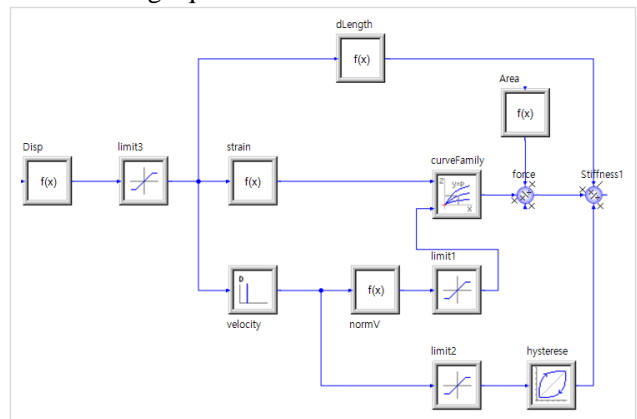 dLength
f(x)
Area
f(x)
Disp
f(x)
limit3
strain
f(x)
curveFamily
y=p
Z
X
force
Stiffness1
D
velocity
f(x)
normV
limit1
limit2
hysterese